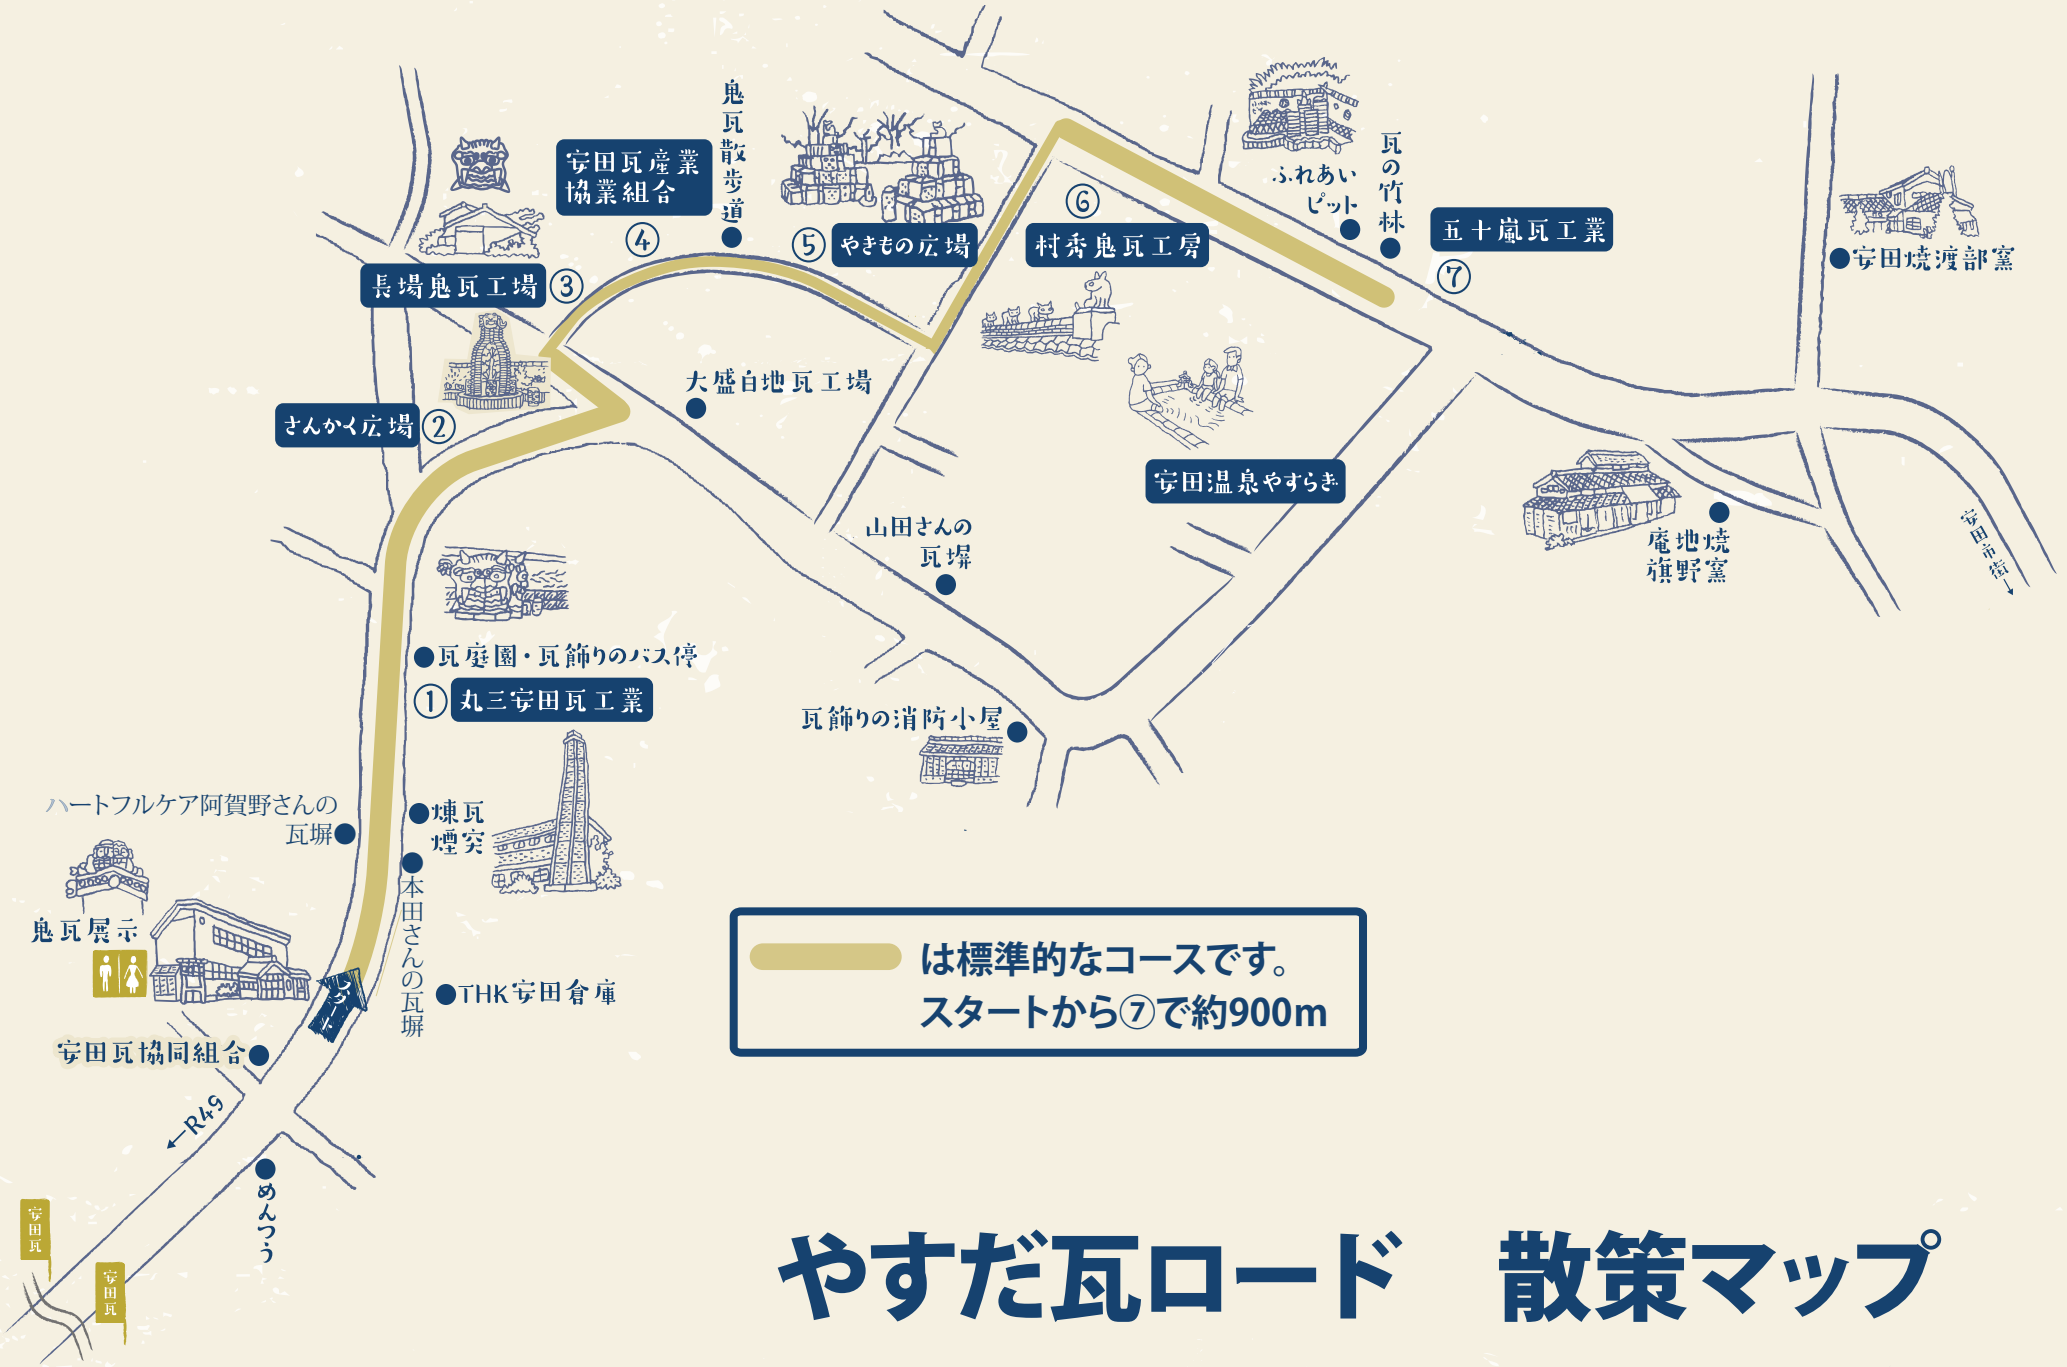 鬼瓦散歩道
安田瓦産業
協業組合
④
⑤
やきもの広場
⑥
村秀鬼瓦工房
ふれあい
ピット
瓦の竹林
五十嵐瓦工業
⑦
安田焼渡部窯
長場鬼瓦工場
③
さんかく広場
②
大盛白地瓦工場
安田温泉やすらぎ
山田さんの
瓦塀
庵地焼
旗野窯
安田市街→
瓦庭園・瓦飾りのバス停
①
丸三安田瓦工業
瓦飾りの消防小屋
ハートフルケア阿賀野さんの
瓦塀
煉瓦
煙突
本田さんの瓦塀
鬼瓦展示
THK安田倉庫
スタート
安田瓦協同組合
←R49
めんつう
安田瓦
安田瓦
は標準的なコースです。
スタートから⑦で約900m
やすだ瓦ロード　散策マップ